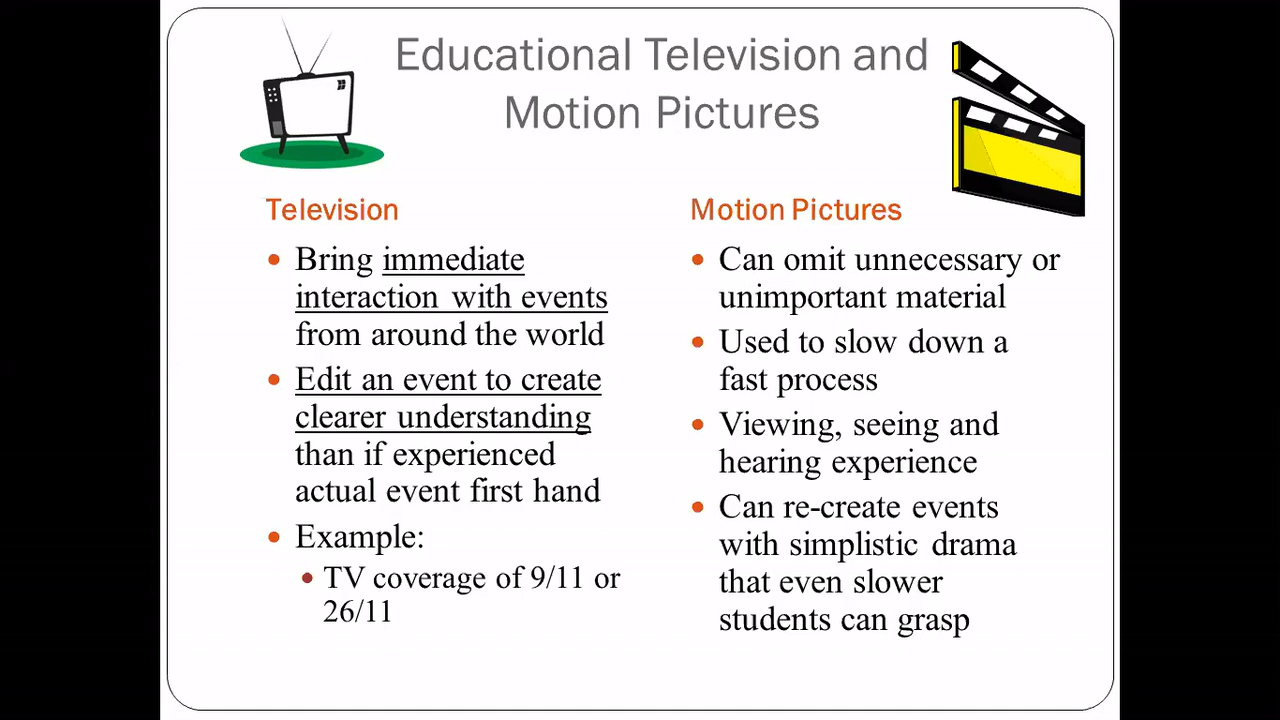 Educational Television and
Motion Pictures
Television
• Bring immediate
interaction with events
from around the world
• Edit an event to create
clearer understanding
than if experienced
actual event first hand
• Example:
• TV coverage of 9/11 or
26/11
Motion Pictures
• Can omit unnecessary or
unimportant material
• Used to slow down a
fast process
• Viewing, seeing and
hearing experience
• Can re-create events
with simplistic drama
that even slower
students can grasp